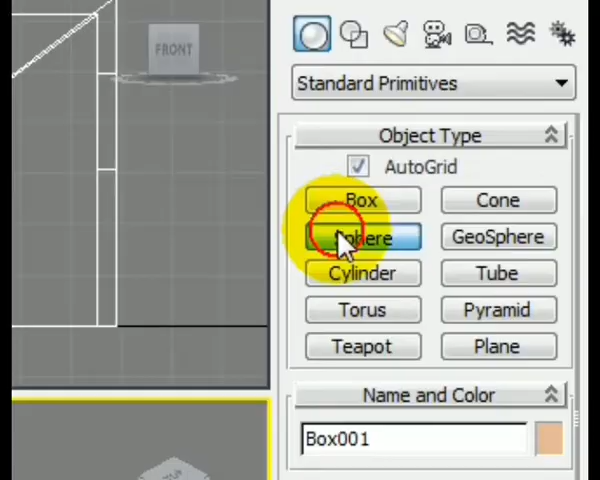 FRONT
Standard Primitives
Object Type
AutoGrid
Box Cone
Sphere GeoSphere
Cylinder Tube
Torus Pyramid
Teapot Plane
Name and Color
Box001